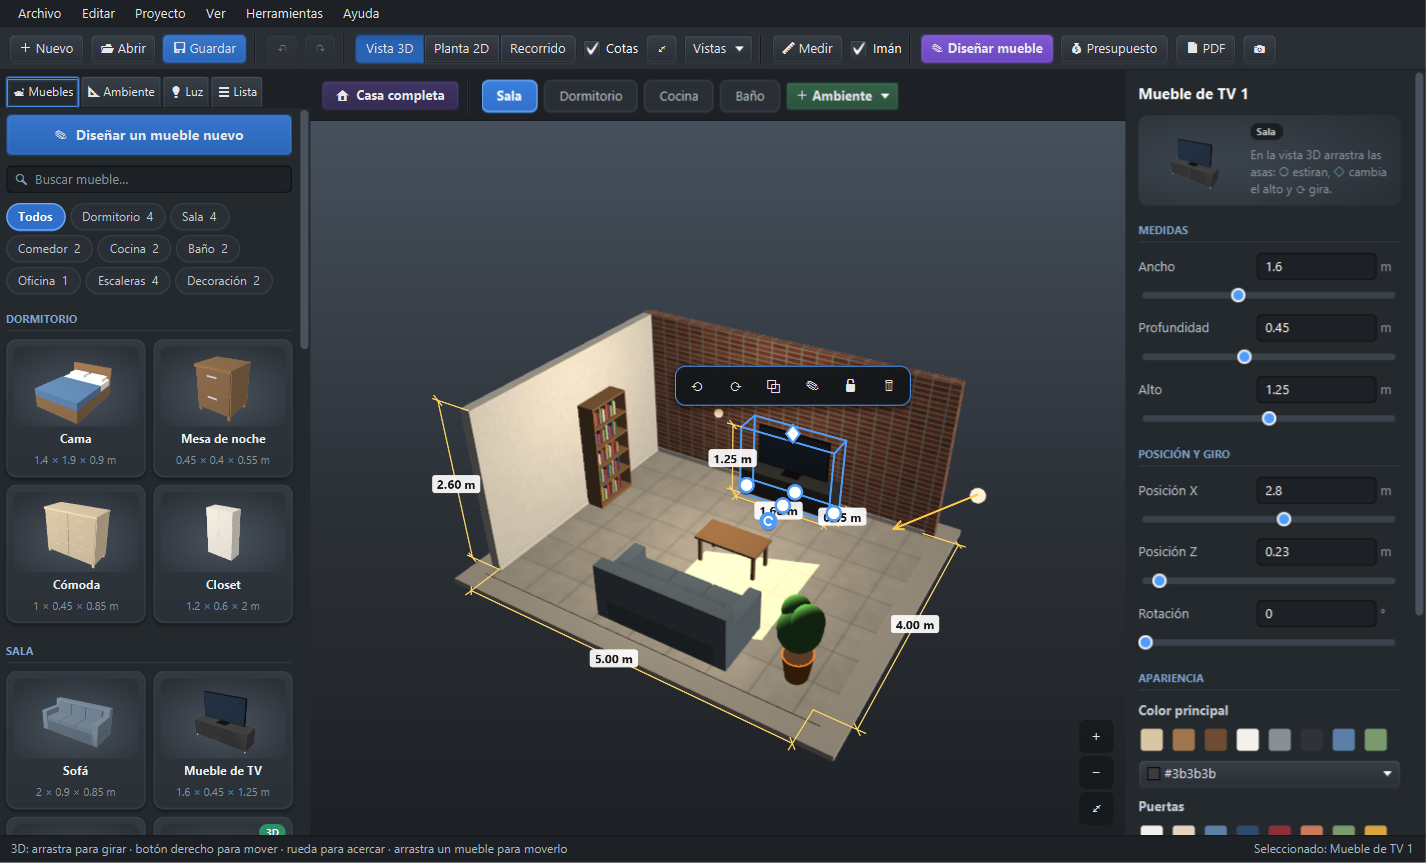 Archivo Editar Proyecto Ver Herramientas Ayuda
+ Nuevo Abrir Guardar Vista 3D Planta 2D Recorrido Cotas Vistas Medir Imán Diseñar mueble Presupuesto PDF
Muebles Ambiente Luz Lista
Casa completa Sala Dormitorio Cocina Baño + Ambiente
Diseñar un mueble nuevo
Buscar mueble...
Todos Dormitorio 4 Sala 4
Comedor 2 Cocina 2 Baño 2
Oficina 1 Escaleras 4 Decoración 2
DORMITORIO
Cama
1.4 × 1.9 × 0.9 m
Mesa de noche
0.45 × 0.4 × 0.55 m
Cómoda
1 × 0.45 × 0.85 m
Closet
1.2 × 0.6 × 2 m
SALA
Sofá
2 × 0.9 × 0.85 m
Mueble de TV
1.6 × 0.45 × 1.25 m
3D
2.60 m
1.25 m
5.00 m
4.00 m
+
−
Mueble de TV 1
Sala
En la vista 3D arrastra las
asas: ○ estiran, ◇ cambia
el alto y ⟳ gira.
MEDIDAS
Ancho 1.6 m
Profundidad 0.45 m
Alto 1.25 m
POSICIÓN Y GIRO
Posición X 2.8 m
Posición Z 0.23 m
Rotación 0 °
APARIENCIA
Color principal
#3b3b3b
Puertas
3D: arrastra para girar · botón derecho para mover · rueda para acercar · arrastra un mueble para moverlo
Seleccionado: Mueble de TV 1